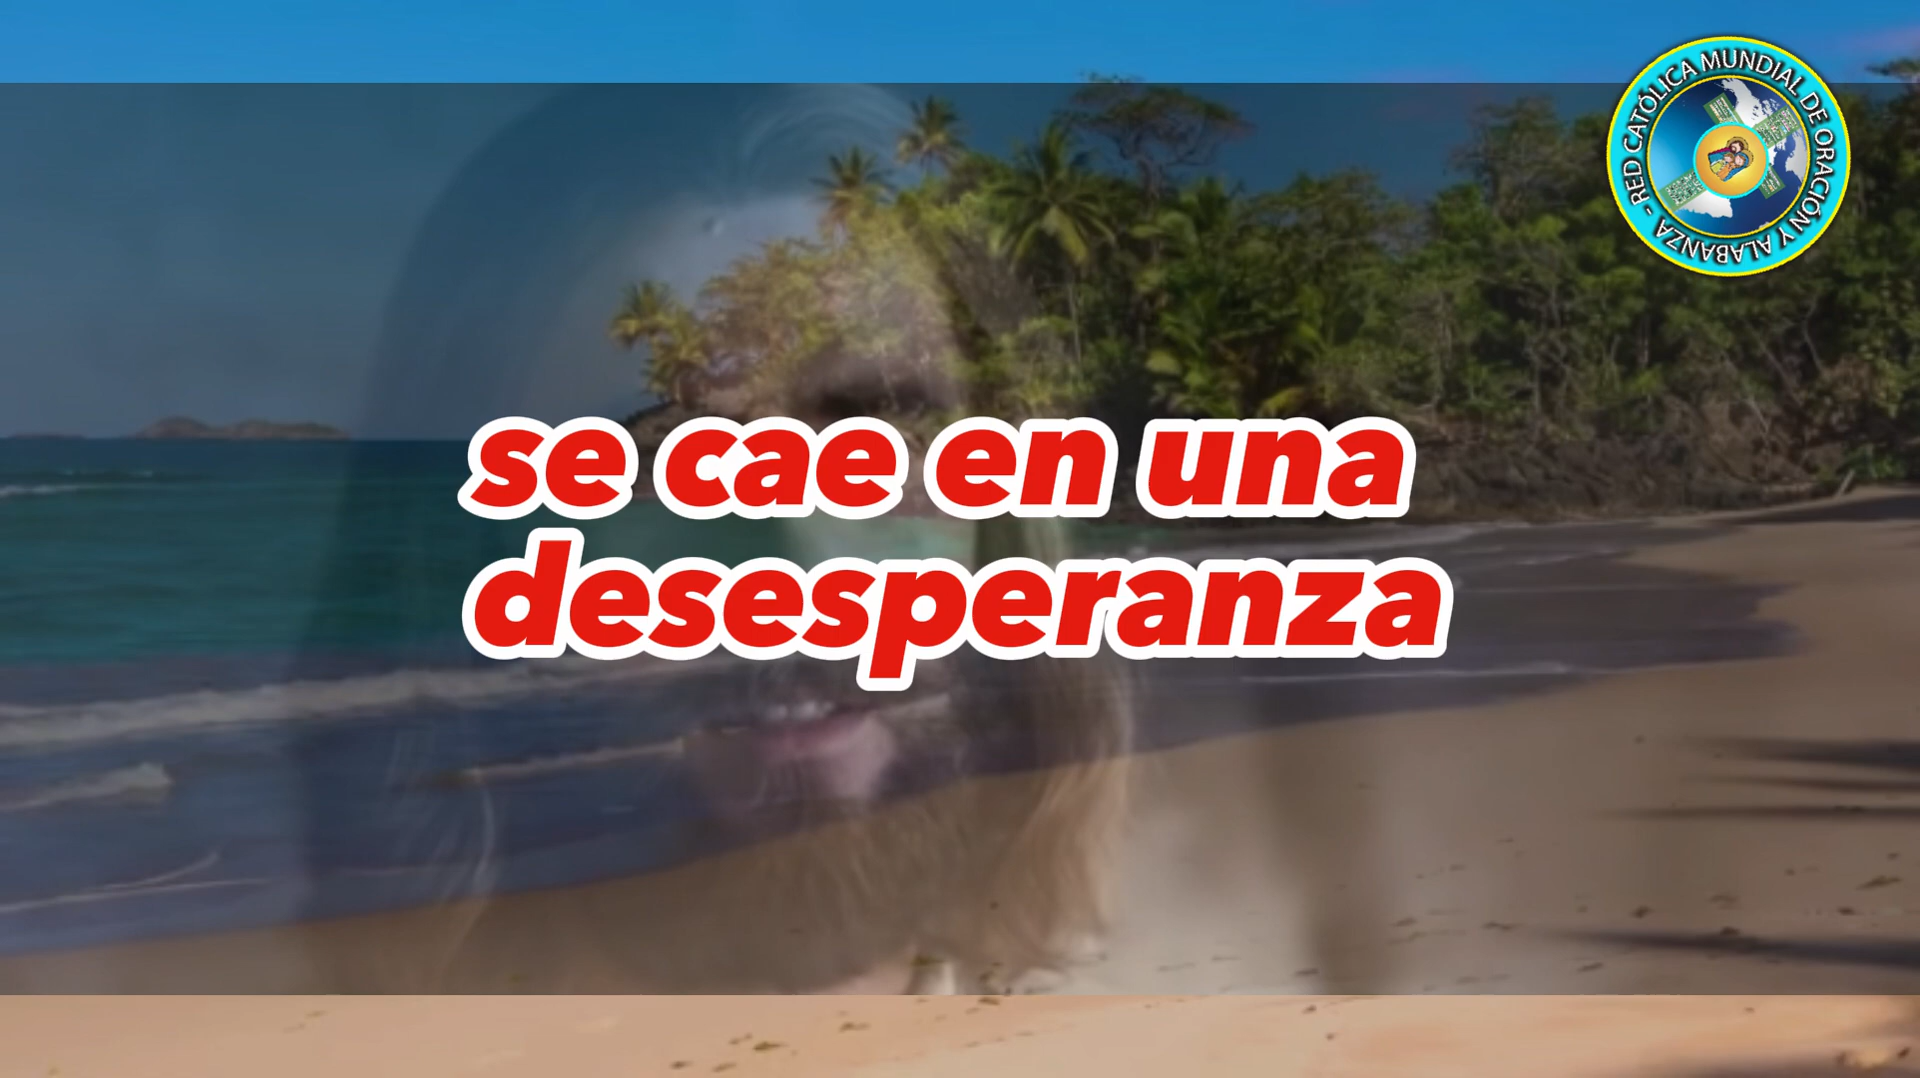 se cae en una
desesperanza
RED CATÓLICA MUNDIAL DE ORACIÓN Y ALABANZA -